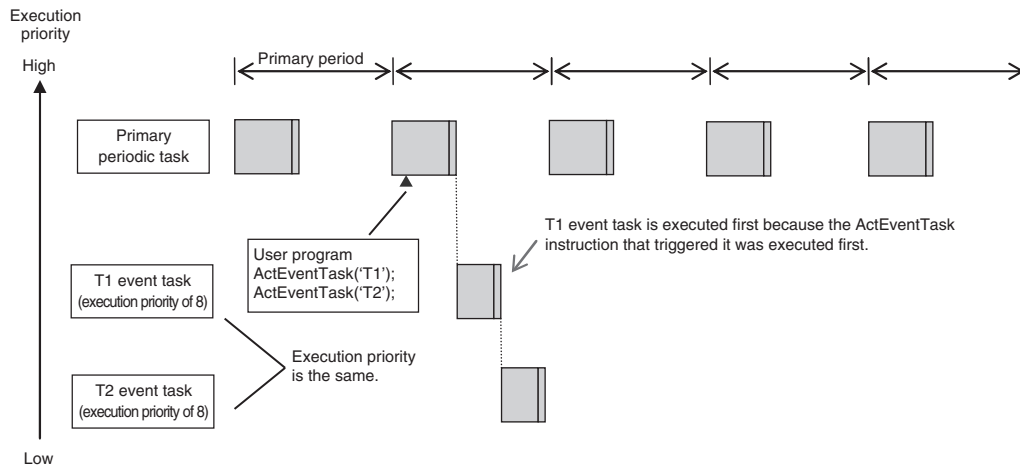 Execution
priority
High
Primary period
Primary
periodic task
T1 event task is executed first because the ActEventTask
instruction that triggered it was executed first.
User program
ActEventTask('T1');
ActEventTask('T2');
T1 event task
(execution priority of 8)
Execution priority
is the same.
T2 event task
(execution priority of 8)
Low